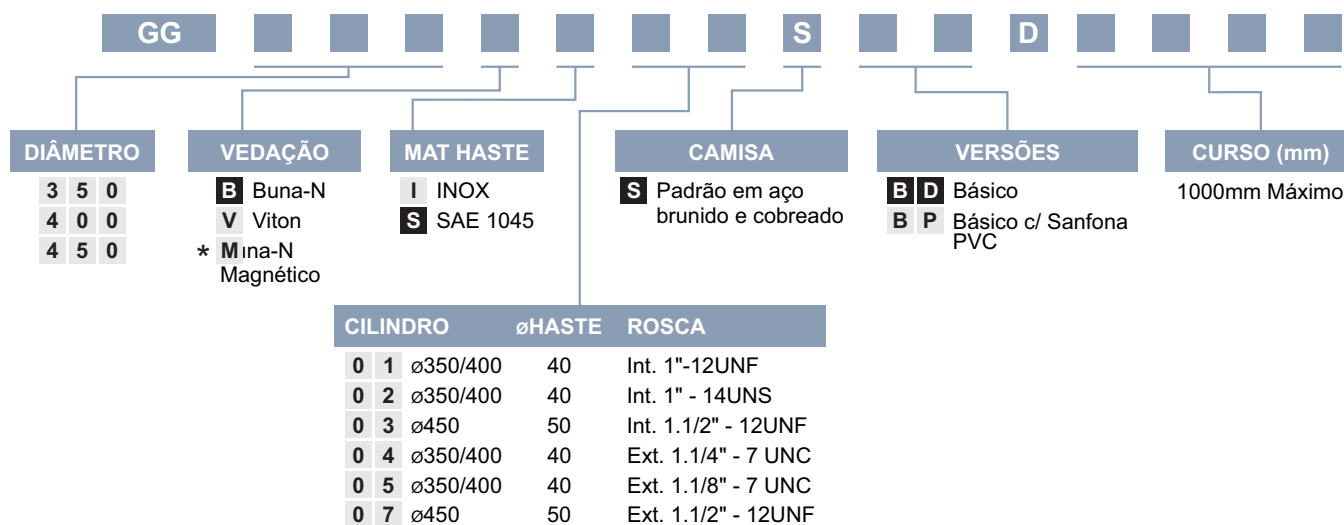 GG S D
DIÂMETRO VEDAÇÃO MAT HASTE CAMISA VERSÕES CURSO (mm)
3 5 0 B Buna-N I INOX S Padrão em aço B D Básico 1000mm Máximo
4 0 0 V Viton S SAE 1045 brunido e cobreado B P Básico c/ Sanfona
PVC
4 5 0 * M una-N
Magnético
CILINDRO øHASTE ROSCA
0 1 ø350/400 40 Int. 1"-12UNF
0 2 ø350/400 40 Int. 1" - 14UNS
0 3 ø450 50 Int. 1.1/2" - 12UNF
0 4 ø350/400 40 Ext. 1.1/4" - 7 UNC
0 5 ø350/400 40 Ext. 1.1/8" - 7 UNC
0 7 ø450 50 Ext. 1.1/2" - 12UNF